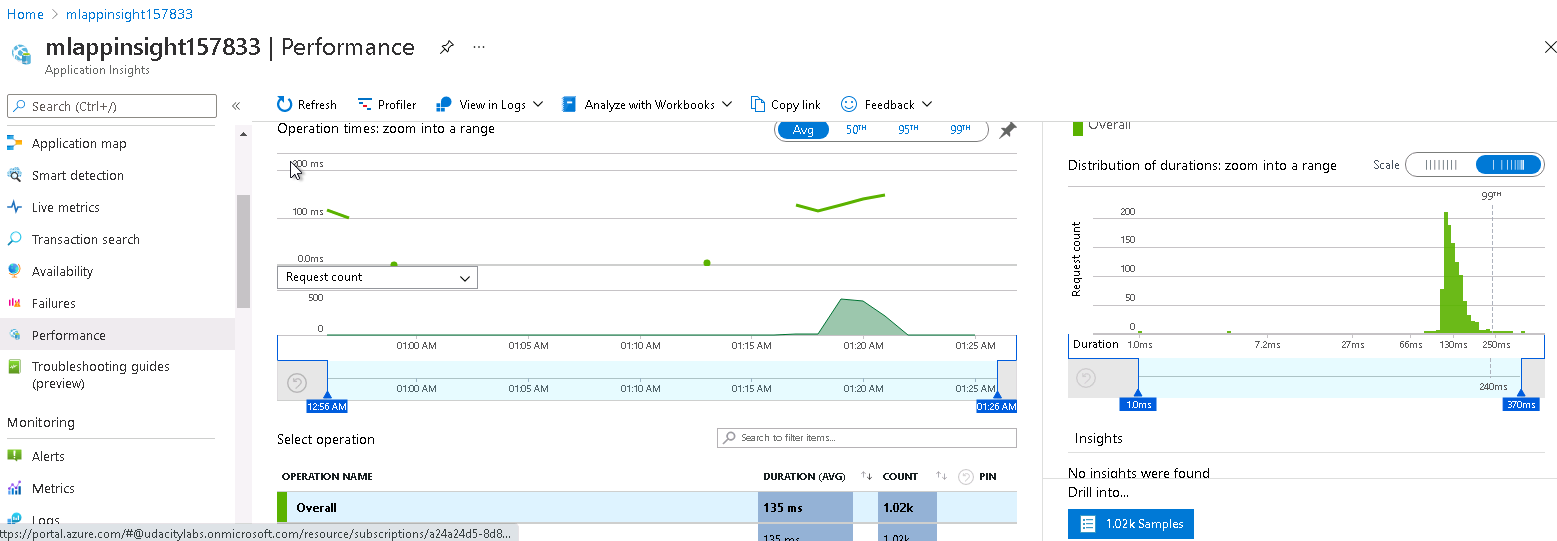 Home > mlappinsight157833
mlappinsight157833 | Performance
Application Insights
Search (Ctrl+/)
Application map
Smart detection
Live metrics
Transaction search
Availability
Failures
Performance
Troubleshooting guides
(preview)
Monitoring
Alerts
Metrics
Logs
ttps://portal.azure.com/#@udacitylabs.onmicrosoft.com/resource/subscriptions/a24a24d5-8d8...
Refresh Profiler View in Logs Analyze with Workbooks Copy link Feedback
Operation times: zoom into a range
Avg 50TH 95TH 99TH
00 ms
100 ms
0.0ms
Request count
500
0
01:00 AM 01:05 AM 01:10 AM 01:15 AM 01:20 AM 01:25 AM
01:00 AM 01:05 AM 01:10 AM 01:15 AM 01:20 AM 01:25 AM
12:56 AM 01:26 AM
Select operation
Search to filter items...
OPERATION NAME DURATION (AVG) COUNT PIN
Overall 135 ms 1.02k
135 ms 1.02k
Overall
Distribution of durations: zoom into a range Scale
99TH
Request count
200
150
100
50
0
Duration 1.0ms 7.2ms 27ms 66ms 130ms 250ms
240ms
1.0ms 370ms
Insights
No insights were found
Drill into...
1.02k Samples